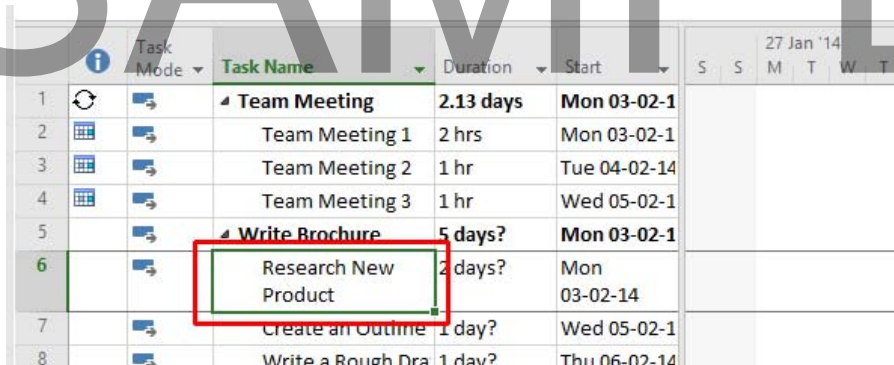 SAMPLE
27 Jan '14
Task Mode Task Name Duration Start S S M T W T
1 Team Meeting 2.13 days Mon 03-02-1
2 Team Meeting 1 2 hrs Mon 03-02-1
3 Team Meeting 2 1 hr Tue 04-02-14
4 Team Meeting 3 1 hr Wed 05-02-1
5 Write Brochure 5 days? Mon 03-02-1
6 Research New 2 days? Mon
Product 03-02-14
7 Create an Outline 1 day? Wed 05-02-1
8 Write a Rough Dra 1 day? Thu 06-02-14